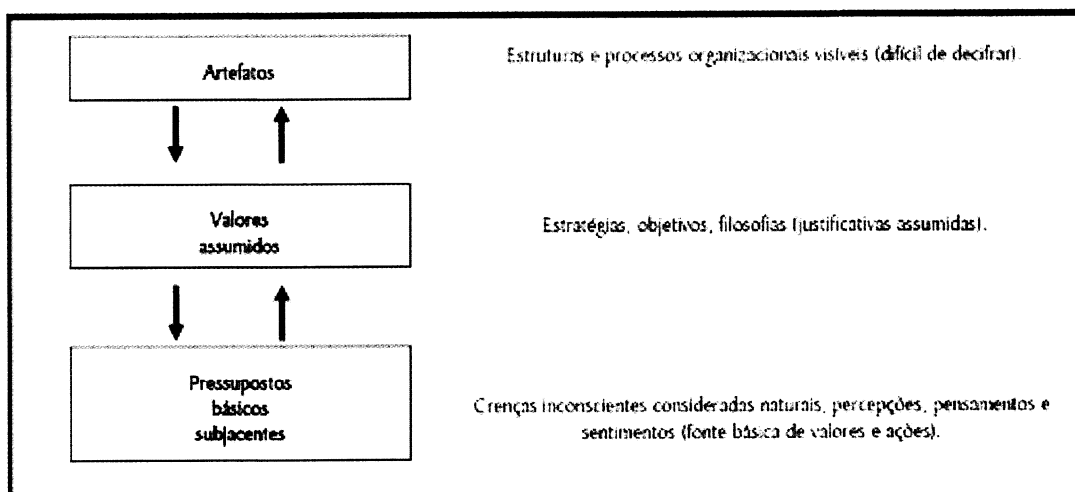 Artefatos
Estruturas e processos organizacionais visíveis (difícil de decifrar).
Valores
assumidos
Estratégias, objetivos, filosofias (justificativas assumidas).
Pressupostos
básicos
subjacentes
Crenças inconscientes consideradas naturais, percepções, pensamentos e
sentimentos (fonte básica de valores e ações).